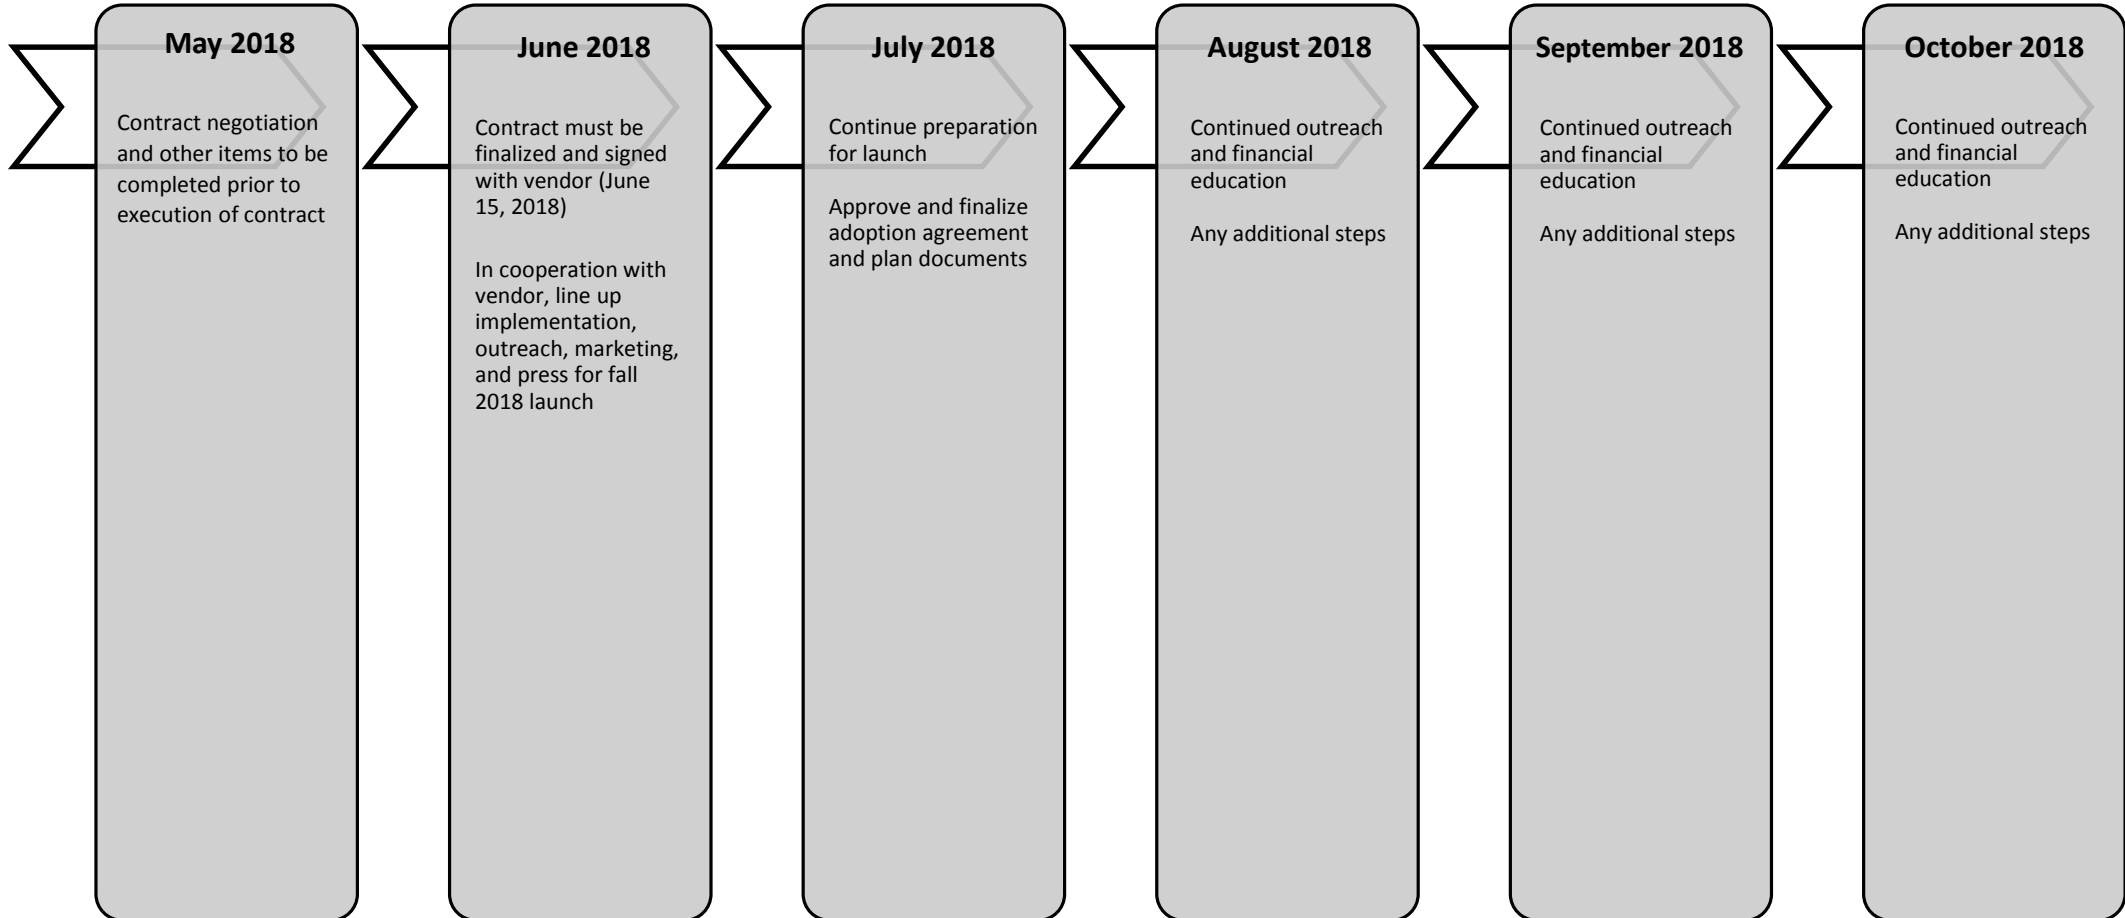 May 2018
Contract negotiation
and other items to be
completed prior to
execution of contract
June 2018
Contract must be
finalized and signed
with vendor (June
15, 2018)
In cooperation with
vendor, line up
implementation,
outreach, marketing,
and press for fall
2018 launch
July 2018
Continue preparation
for launch
Approve and finalize
adoption agreement
and plan documents
August 2018
Continued outreach
and financial
education
Any additional steps
September 2018
Continued outreach
and financial
education
Any additional steps
October 2018
Continued outreach
and financial
education
Any additional steps